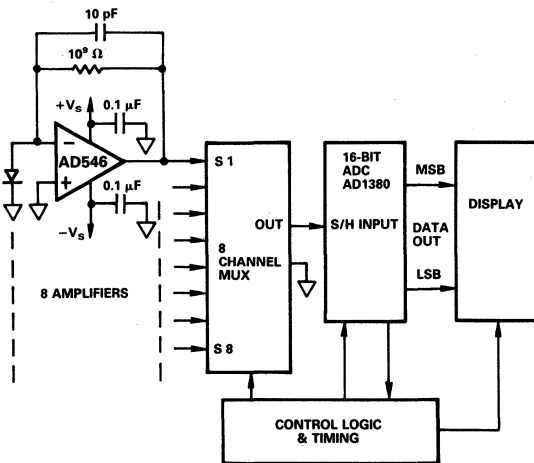 10 pF
10⁹ Ω
+Vs
0.1 µF
−
AD546
+
0.1 µF
−Vs
8 AMPLIFIERS
S 1
OUT
8
CHANNEL
MUX
S 8
16-BIT
ADC
AD1380
S/H INPUT
MSB
DATA
OUT
LSB
DISPLAY
CONTROL LOGIC
& TIMING